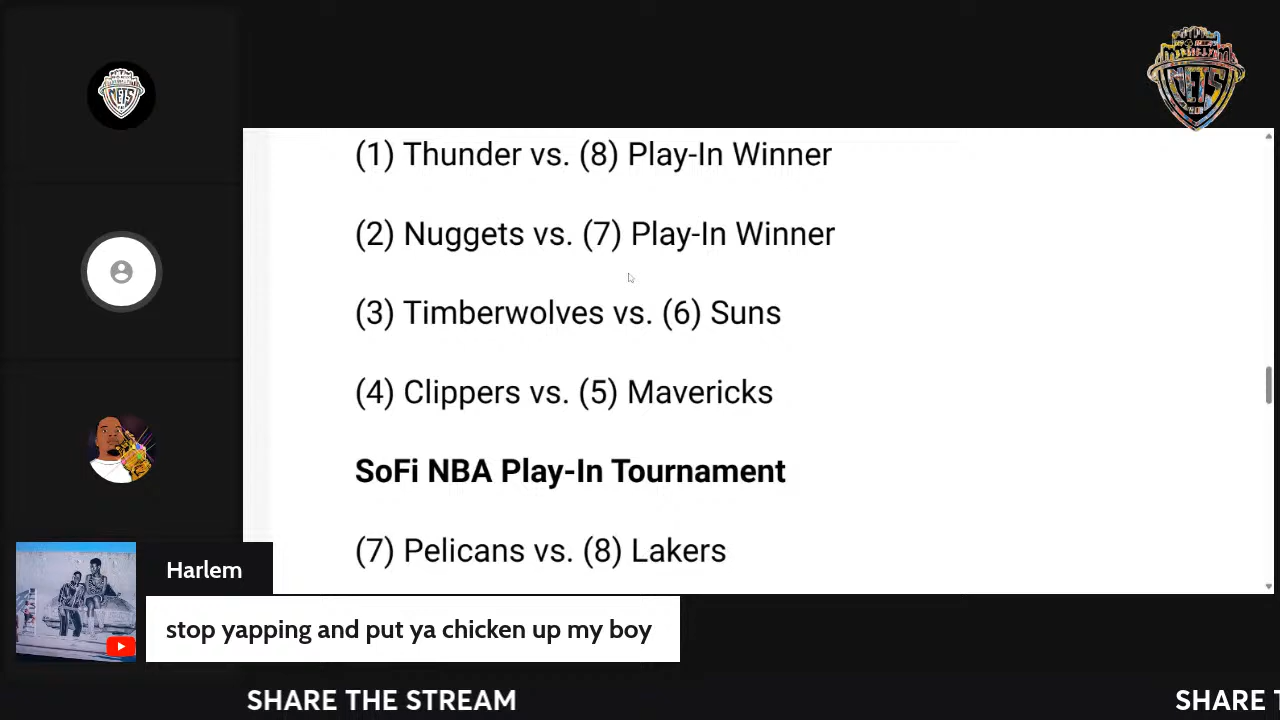 (1) Thunder vs. (8) Play-In Winner
(2) Nuggets vs. (7) Play-In Winner
(3) Timberwolves vs. (6) Suns
(4) Clippers vs. (5) Mavericks
SoFi NBA Play-In Tournament
(7) Pelicans vs. (8) Lakers
Harlem
stop yapping and put ya chicken up my boy
SHARE THE STREAM SHARE T